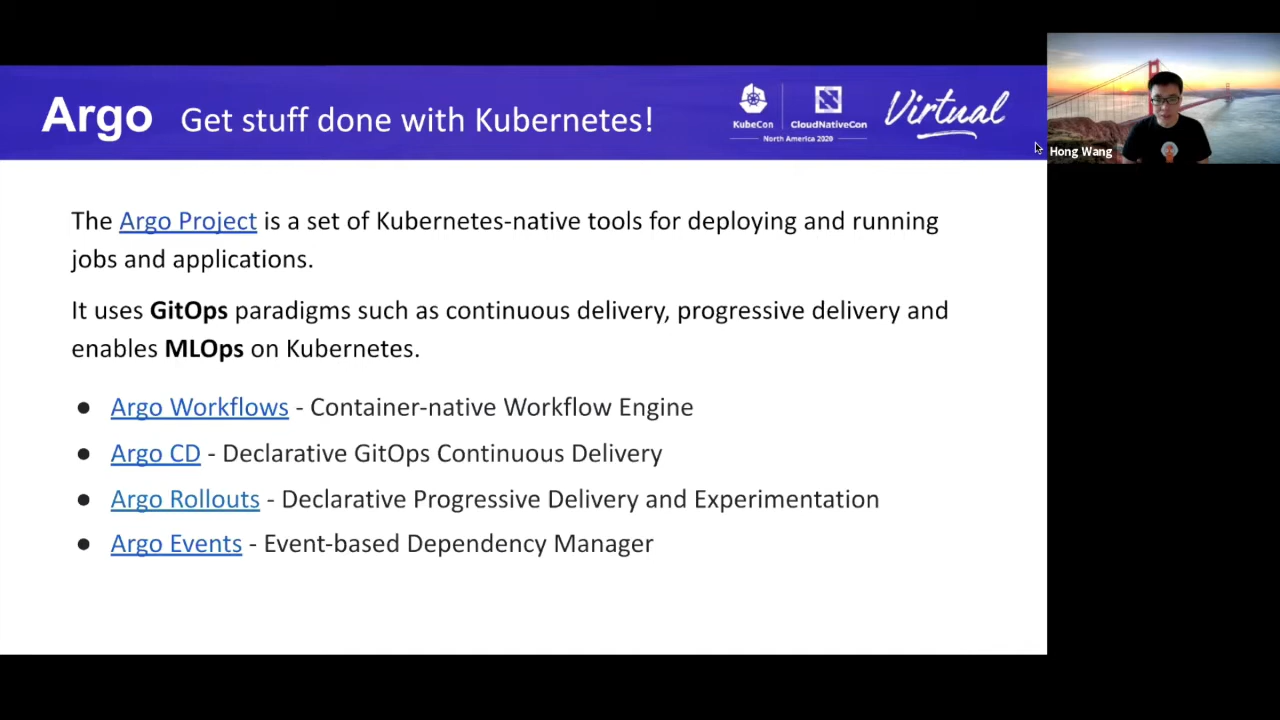 Argo Get stuff done with Kubernetes!
KubeCon CloudNativeCon
North America 2020
Virtual
Hong Wang
The Argo Project is a set of Kubernetes-native tools for deploying and running
jobs and applications.
It uses GitOps paradigms such as continuous delivery, progressive delivery and
enables MLOps on Kubernetes.
● Argo Workflows - Container-native Workflow Engine
● Argo CD - Declarative GitOps Continuous Delivery
● Argo Rollouts - Declarative Progressive Delivery and Experimentation
● Argo Events - Event-based Dependency Manager